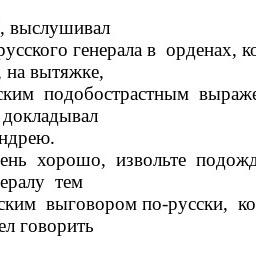 , выслушивал
русского генерала в орденах, ко
, на вытяжке,
ским подобострастным выраже
докладывал
ндрею.
ень хорошо, извольте подожд
ералу тем
ским выговором по-русски, ко
ел говорить